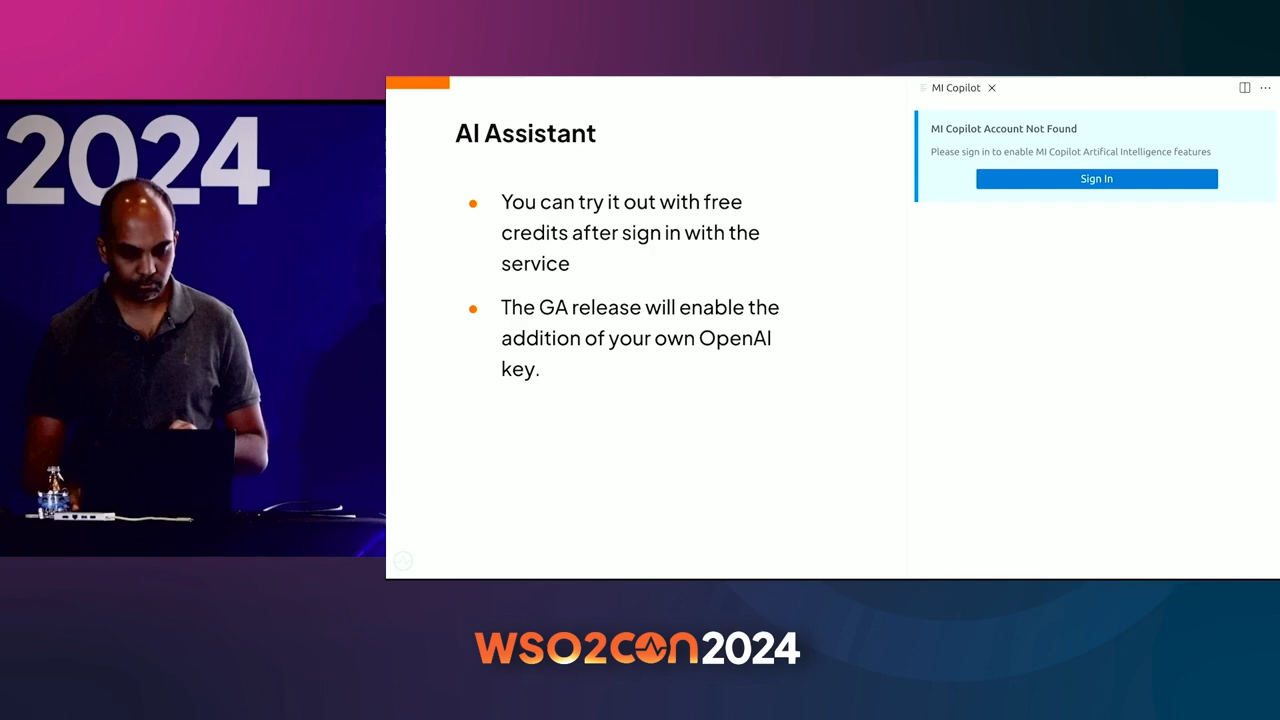 2024
AI Assistant
You can try it out with free
credits after sign in with the
service
The GA release will enable the
addition of your own OpenAI
key.
MI Copilot
MI Copilot Account Not Found
Please sign in to enable MI Copilot Artifical Intelligence features
Sign In
WSO2CON2024